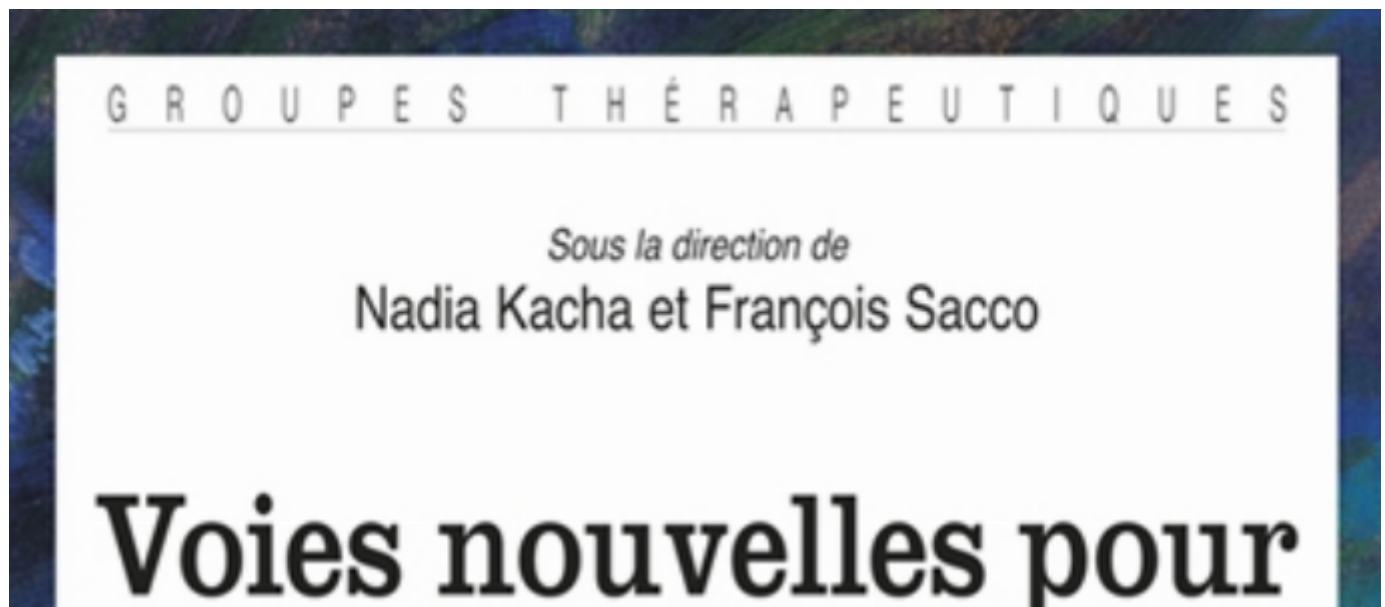 GROUPES THÉRAPEUTIQUES
Sous la direction de
Nadia Kacha et François Sacco
Voies nouvelles pour